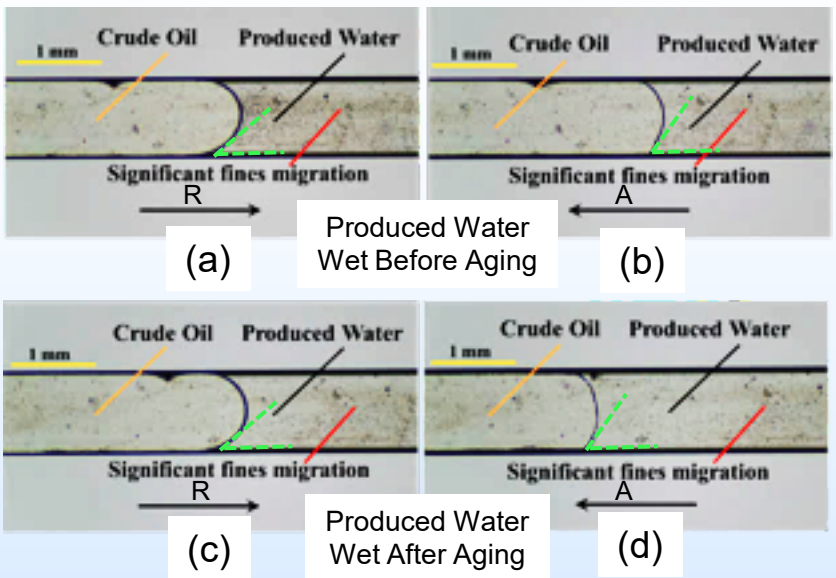 Crude Oil
Produced Water
1 mm
Significant fines migration
R
(a)
Crude Oil
Produced Water
1 mm
Significant fines migration
A
(b)
Produced Water
Wet Before Aging
Crude Oil
Produced Water
1 mm
Significant fines migration
R
(c)
Crude Oil
Produced Water
1 mm
Significant fines migration
A
(d)
Produced Water
Wet After Aging